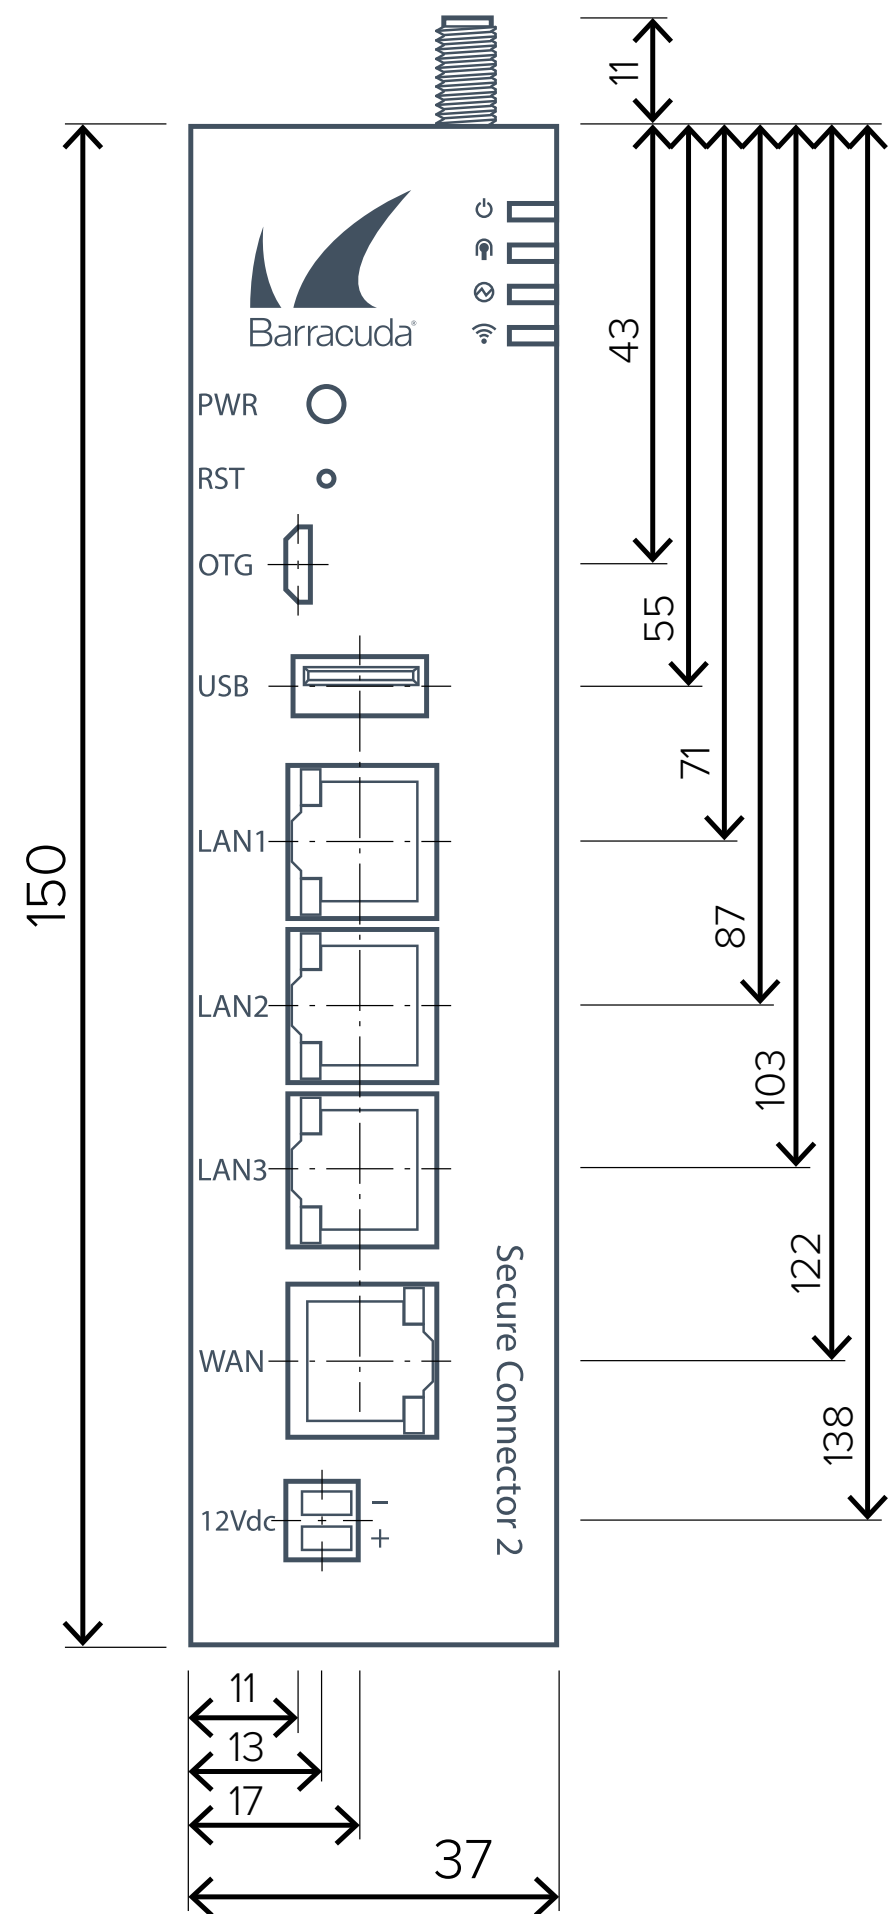 11
Barracuda®
43
PWR
RST
OTG
55
USB
71
LAN1
150
87
LAN2
103
LAN3
122
Secure Connector 2
WAN
138
12Vdc
−
+
11
13
17
37